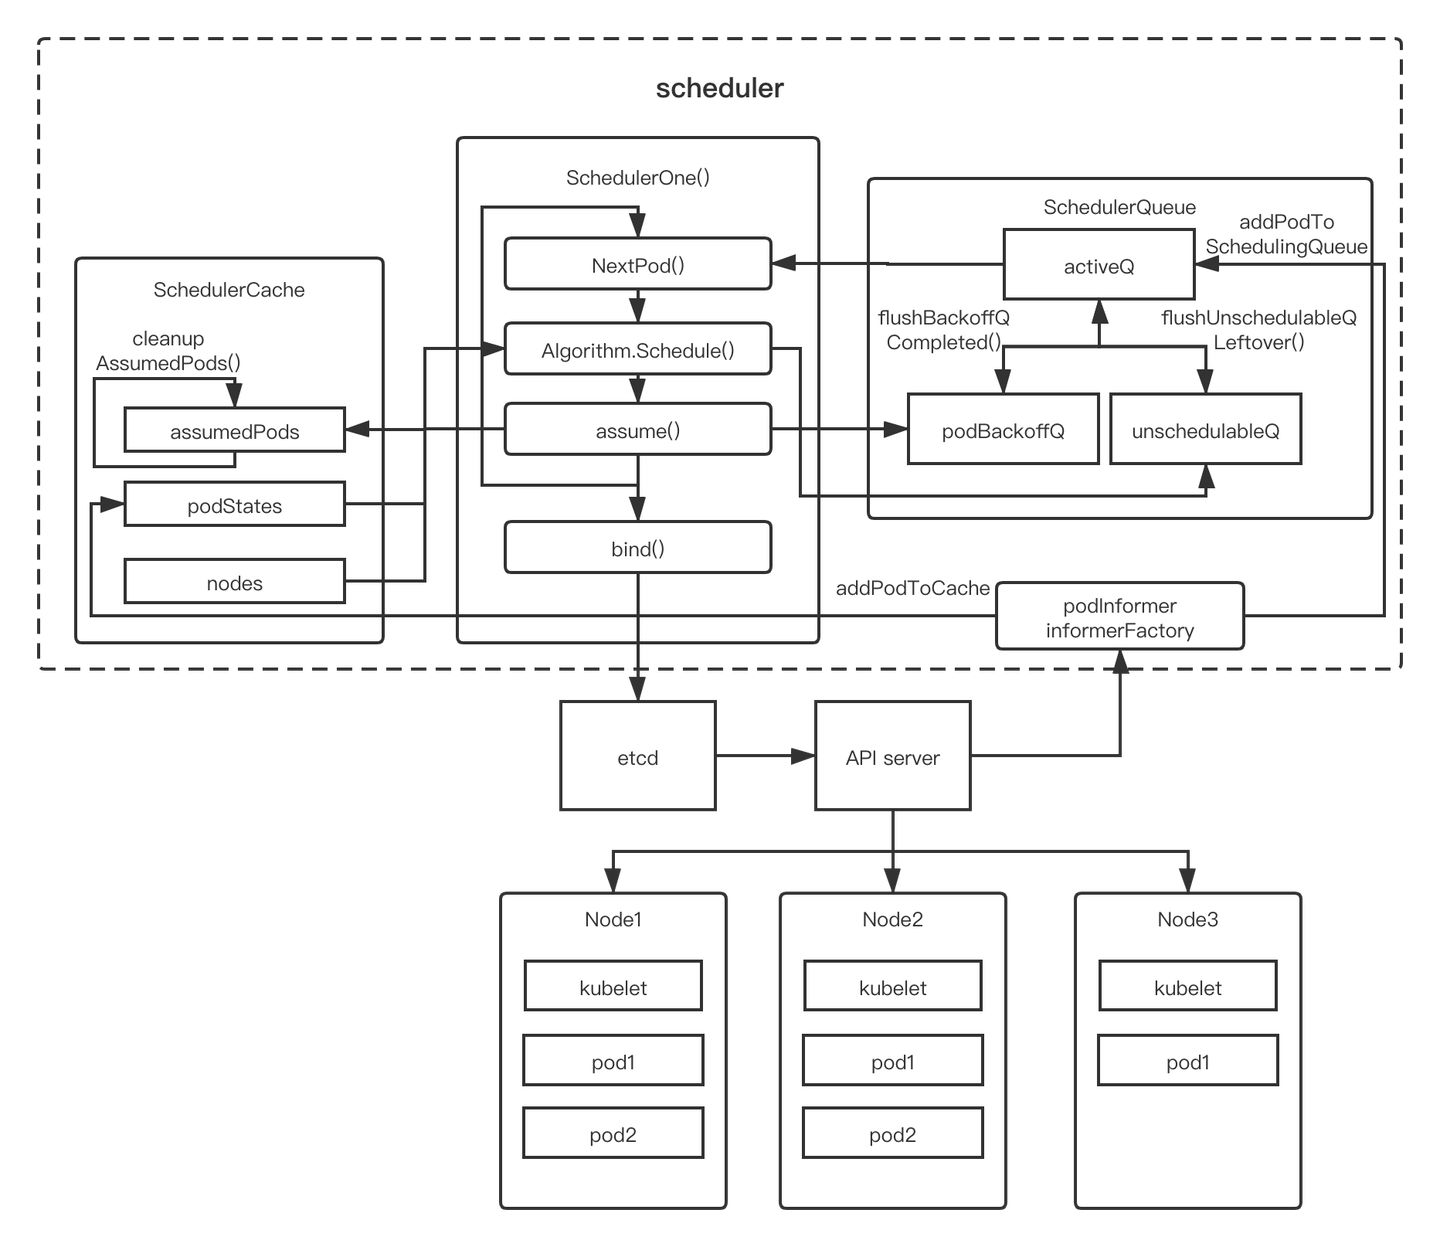 scheduler
SchedulerOne()
NextPod()
Algorithm.Schedule()
assume()
bind()
SchedulerCache
cleanup
AssumedPods()
assumedPods
podStates
nodes
SchedulerQueue
addPodTo
SchedulingQueue
activeQ
flushBackoffQ
Completed()
flushUnschedulableQ
Leftover()
podBackoffQ
unschedulableQ
addPodToCache
podInformer
informerFactory
etcd
API server
Node1
kubelet
pod1
pod2
Node2
kubelet
pod1
pod2
Node3
kubelet
pod1